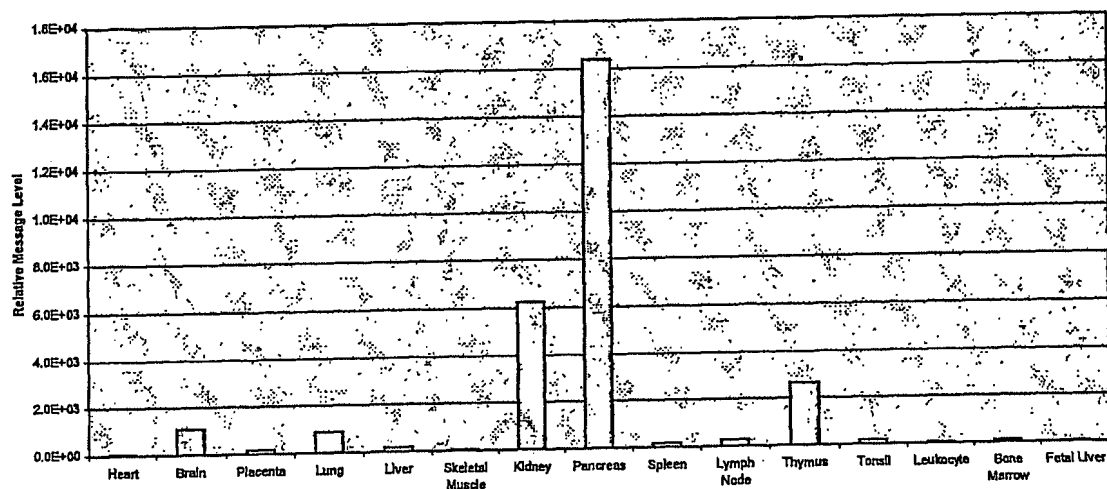 1.8E+04
1.6E+04
1.4E+04
1.2E+04
1.0E+04
8.0E+03
6.0E+03
4.0E+03
2.0E+03
0.0E+00
Relative Message Level
Heart
Brain
Placenta
Lung
Liver
Skeletal
Muscle
Kidney
Pancreas
Spleen
Lymph
Node
Thymus
Tonsil
Leukocyte
Bone
Marrow
Fetal Liver